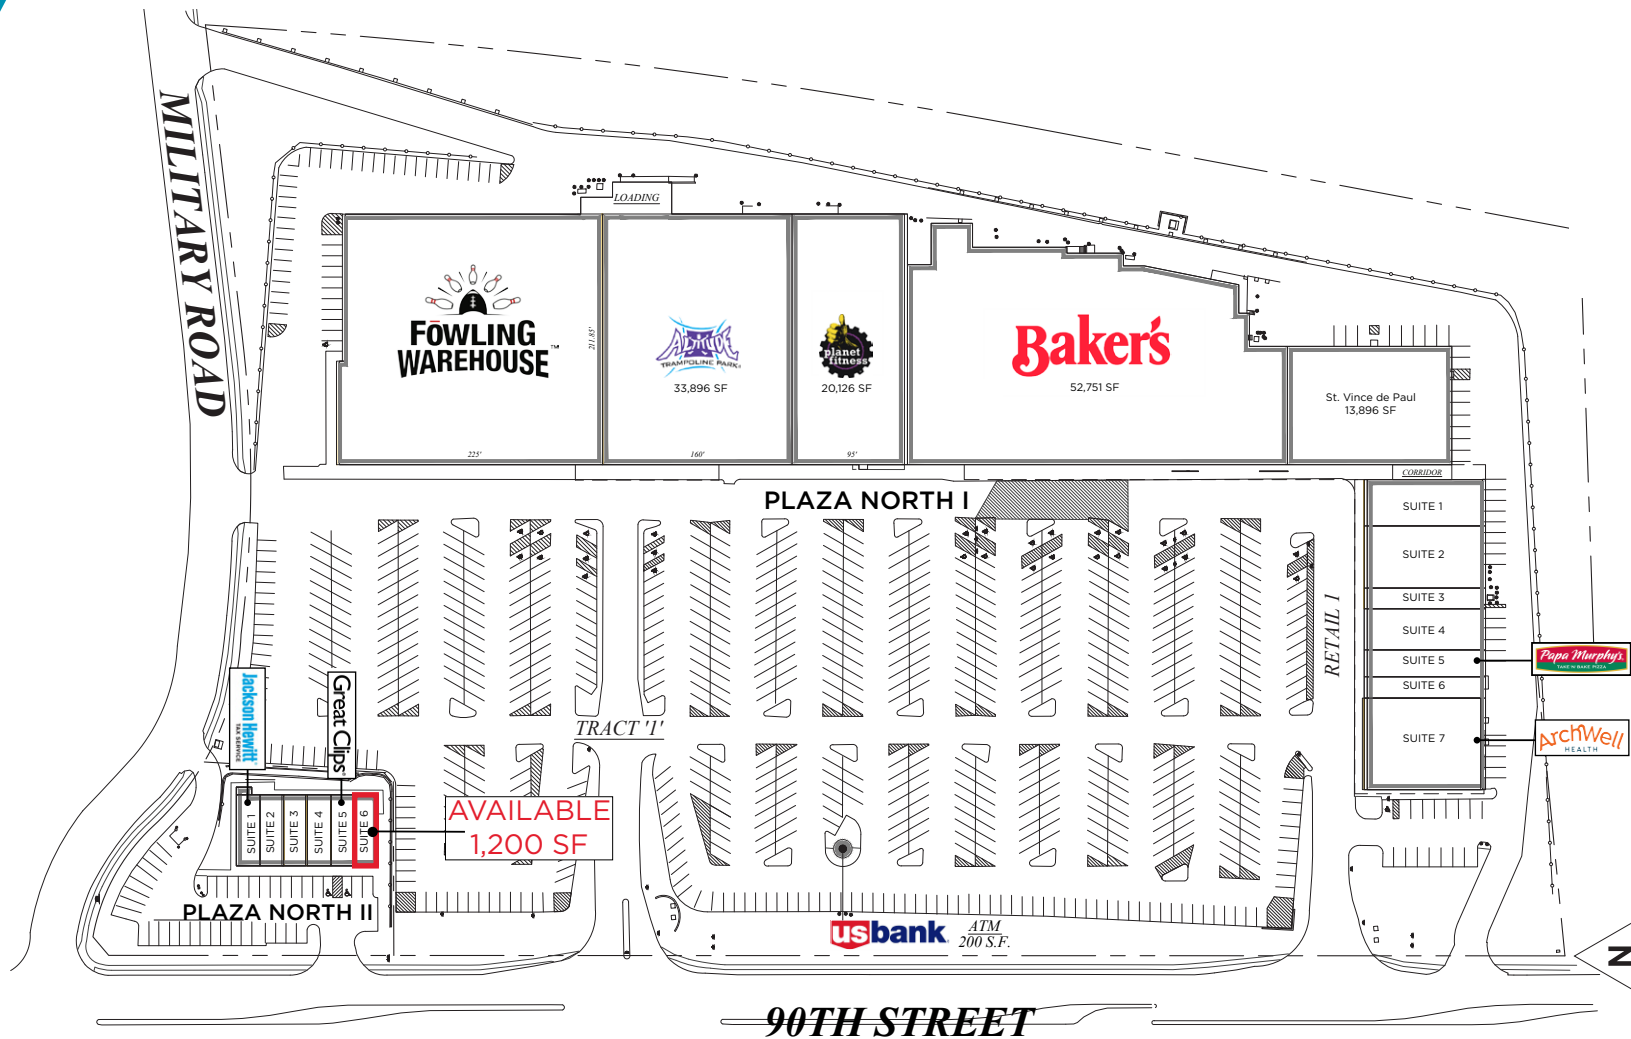 MILITARY ROAD
LOADING
FOWLING
WAREHOUSE™
211.85'
225'
ALTITUDE
TRAMPOLINE PARK
33,896 SF
160'
planet
fitness
20,126 SF
95'
Baker's
52,751 SF
St. Vince de Paul
13,896 SF
CORRIDOR
PLAZA NORTH I
SUITE 1
SUITE 2
SUITE 3
SUITE 4
SUITE 5
SUITE 6
SUITE 7
RETAIL 1
Papa Murphy's
TAKE 'N' BAKE PIZZA
ArchWell
HEALTH
TRACT '1'
Jackson Hewitt
TAX SERVICE
Great Clips
SUITE 1
SUITE 2
SUITE 3
SUITE 4
SUITE 5
SUITE 6
AVAILABLE
1,200 SF
PLAZA NORTH II
usbank
ATM
200 S.F.
N
90TH STREET